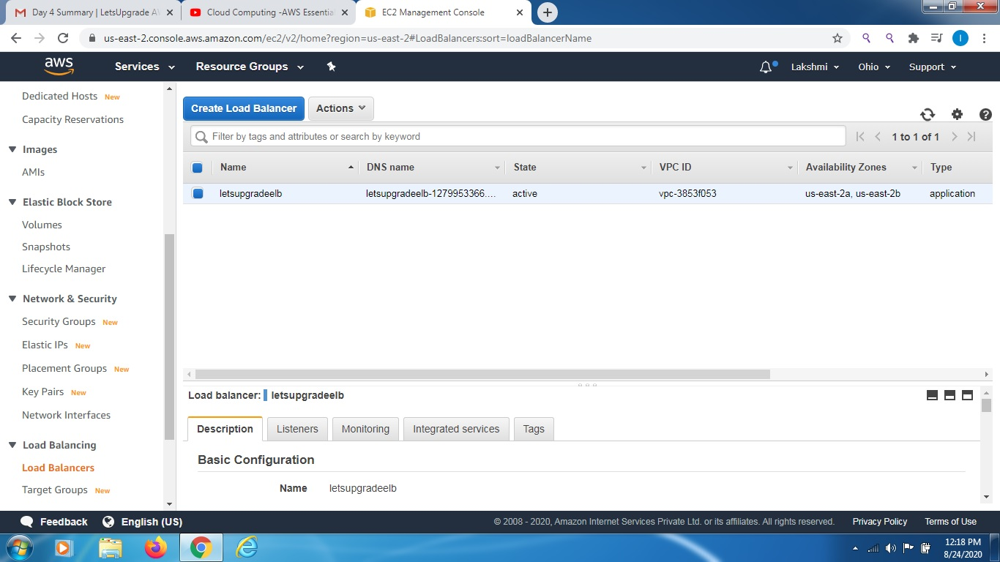 Day 4 Summary | LetsUpgrade AV
Cloud Computing -AWS Essentia
EC2 Management Console
us-east-2.console.aws.amazon.com/ec2/v2/home?region=us-east-2#LoadBalancers:sort=loadBalancerName
I
aws
Services
Resource Groups
Lakshmi
Ohio
Support
Dedicated Hosts New
Capacity Reservations
Images
AMIs
Elastic Block Store
Volumes
Snapshots
Lifecycle Manager
Network & Security
Security Groups New
Elastic IPs New
Placement Groups New
Key Pairs New
Network Interfaces
Load Balancing
Load Balancers
Target Groups New
Create Load Balancer Actions
Filter by tags and attributes or search by keyword
1 to 1 of 1
Name DNS name State VPC ID Availability Zones Type
letsupgradeelb letsupgradeelb-1279953366.... active vpc-3853f053 us-east-2a, us-east-2b application
Load balancer: letsupgradeelb
Description Listeners Monitoring Integrated services Tags
Basic Configuration
Name letsupgradeelb
Feedback English (US)
© 2008 - 2020, Amazon Internet Services Private Ltd. or its affiliates. All rights reserved. Privacy Policy Terms of Use
12:18 PM
8/24/2020